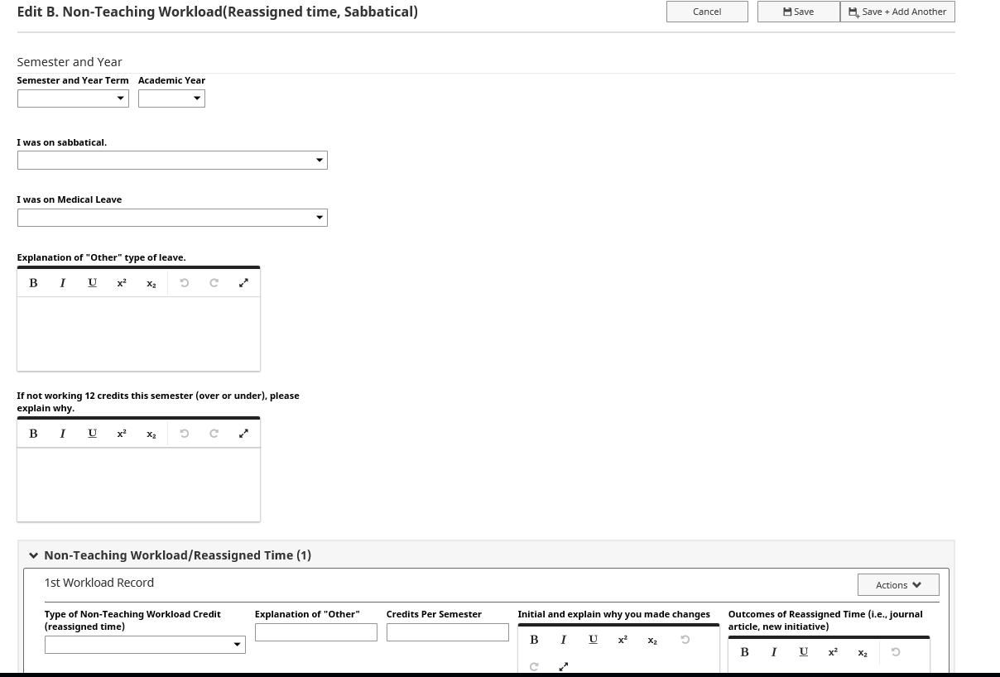 Edit B. Non-Teaching Workload(Reassigned time, Sabbatical)
Cancel
Save
Save + Add Another
Semester and Year
Semester and Year Term
Academic Year
I was on sabbatical.
I was on Medical Leave
Explanation of "Other" type of leave.
B I U x² x₂
If not working 12 credits this semester (over or under), please
explain why.
B I U x² x₂
Non-Teaching Workload/Reassigned Time (1)
1st Workload Record
Actions
Type of Non-Teaching Workload Credit
(reassigned time)
Explanation of "Other"
Credits Per Semester
Initial and explain why you made changes
B I U x² x₂
Outcomes of Reassigned Time (i.e., journal
article, new initiative)
B I U x² x₂